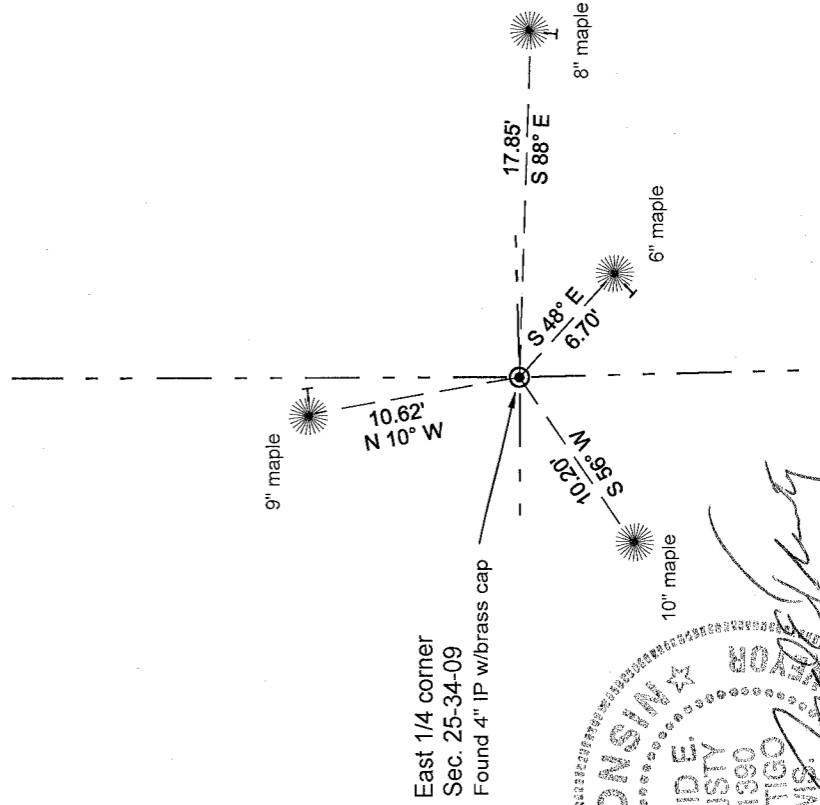 9" maple
10.62'
N 10° W
17.85'
S 88° E
8" maple
S 48° E
6.70'
6" maple
10.20'
S 56° W
10" maple
East 1/4 corner
Sec. 25-34-09
Found 4" IP w/brass cap